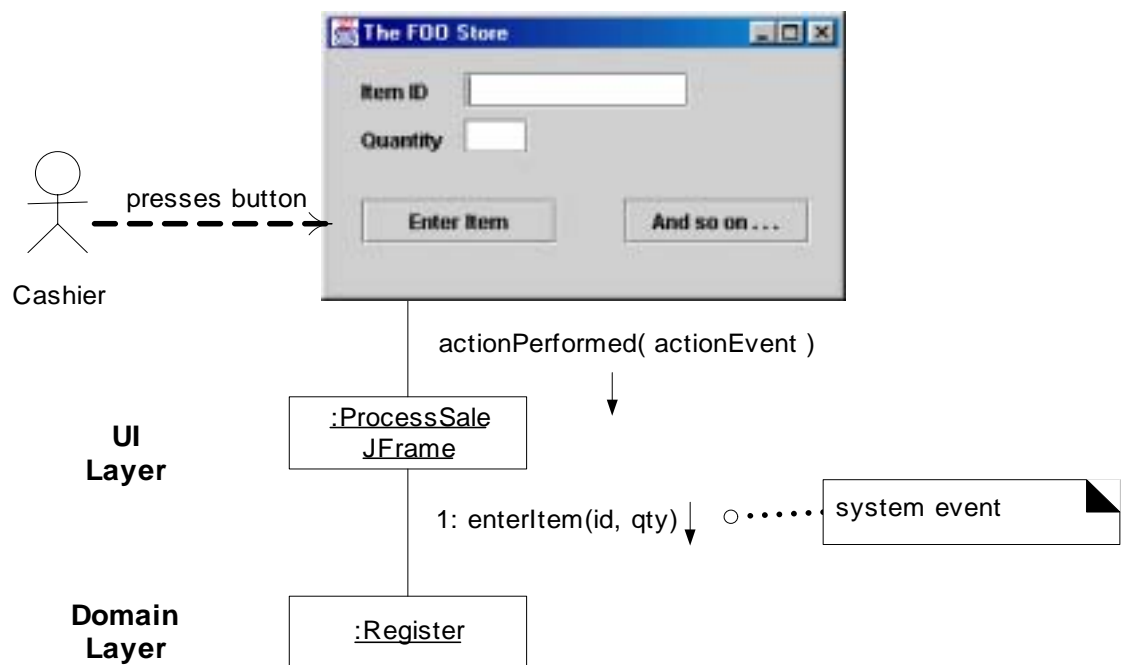 The FOO Store
Item ID
Quantity
presses button
Enter Item
And so on . . .
Cashier
actionPerformed( actionEvent )
UI
Layer
:ProcessSale
JFrame
1: enterItem(id, qty)
system event
Domain
Layer
:Register